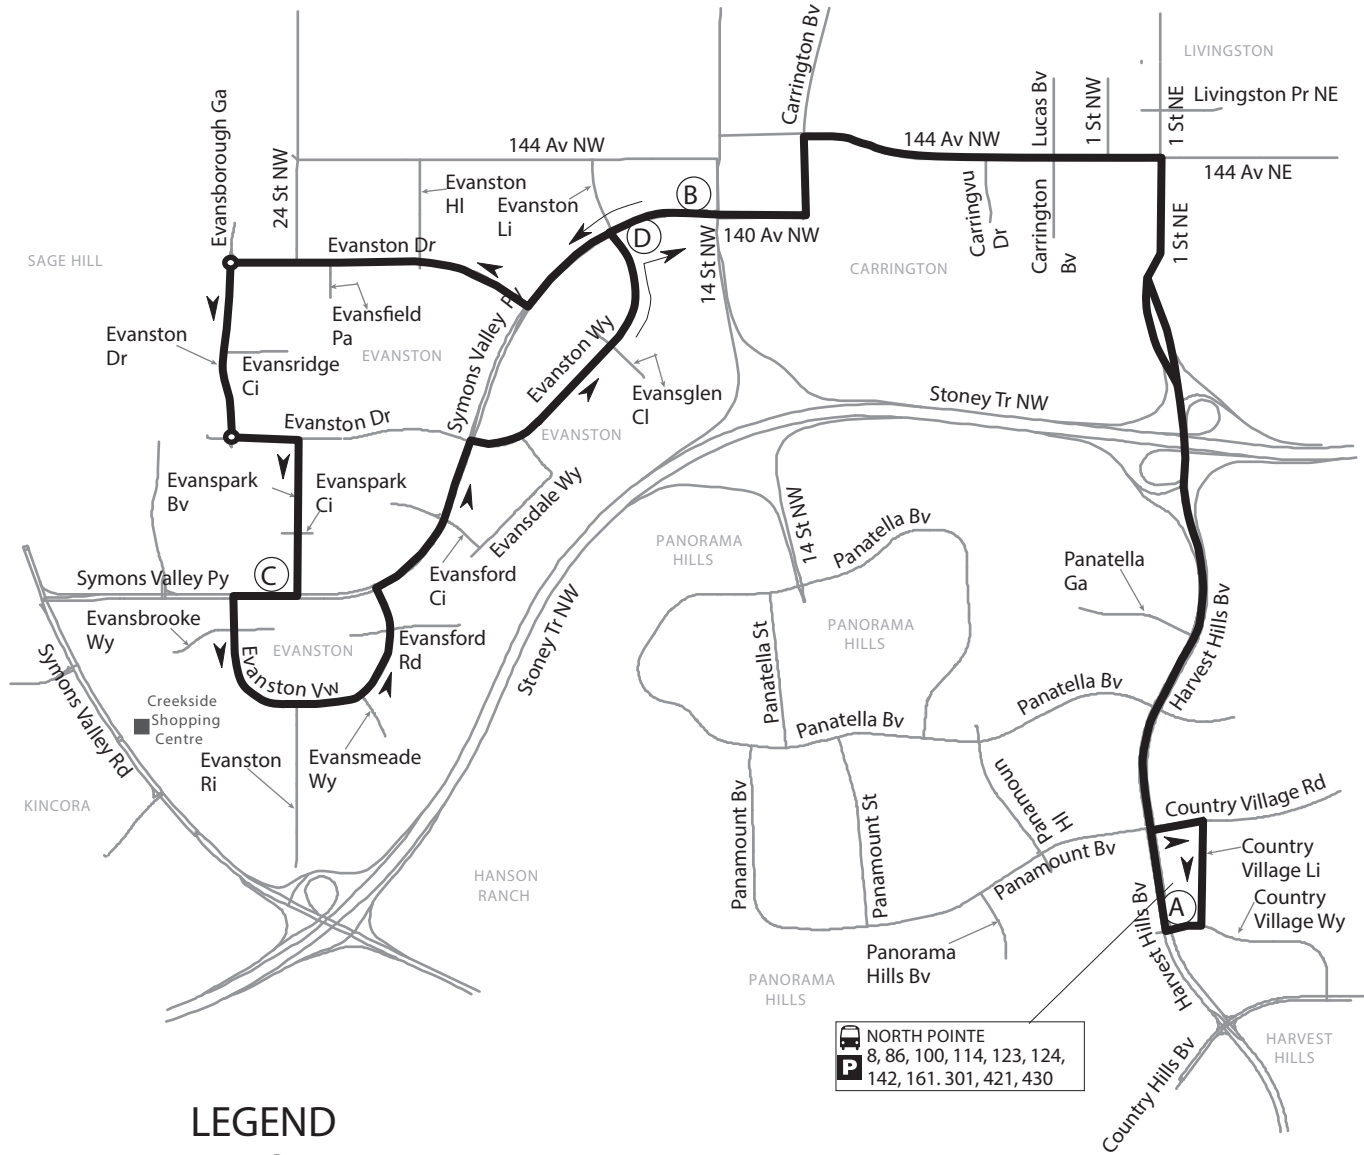 Carrington Bv
LIVINGSTON
Lucas Bv
1 St NW
1 St NE
Livingston Pr NE
Evansborough Ga
24 St NW
144 Av NW
144 Av NW
144 Av NE
Evanston
Hl
Evanston
Li
B
Carringvu
Dr
Carrington
Bv
1 St NE
D
140 Av NW
14 St NW
Evanston Dr
SAGE HILL
CARRINGTON
Evansfield
Pa
Evanston
Dr
EVANSTON
Evansridge
Ci
Symons Valley Py
Evanston Wy
Evansglen
Cl
Stoney Tr NW
Evanston Dr
EVANSTON
Evanspark
Bv
Evanspark
Ci
Evansdale Wy
14 St NW
Panatella Bv
PANORAMA
HILLS
Panatella
Ga
Symons Valley Py
C
Evansford
Ci
Stoney Tr NW
Harvest Hills Bv
Evansbrooke
Wy
Evansford
Rd
Panatella St
PANORAMA
HILLS
EVANSTON
Symons Valley Rd
Evanston Vw
Panatella Bv
Panatella Bv
Creekside
Shopping
Centre
Evanston
Ri
Evansmeade
Wy
Panamount Bv
Panamount St
Panamoun
Hl
Country Village Rd
KINCORA
Panamount Bv
Country
Village Li
HANSON
RANCH
Harvest Hills Bv
A
Country
Village Wy
Panorama
Hills Bv
Harvest Hills Bv
PANORAMA
HILLS
NORTH POINTE
P
8, 86, 100, 114, 123, 124,
142, 161. 301, 421, 430
HARVEST
HILLS
Country Hills Bv
LEGEND